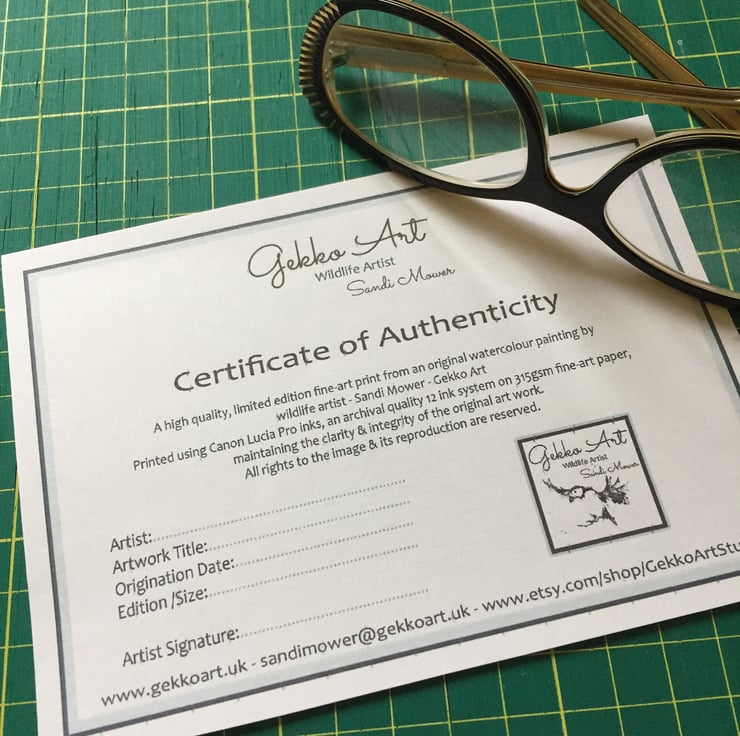 Gekko Art
Wildlife Artist
Sandi Mower
Certificate of Authenticity
A high quality, limited edition fine-art print from an original watercolour painting by
wildlife artist - Sandi Mower - Gekko Art
Printed using Canon Lucia Pro inks, an archival quality 12 ink system on 315gsm fine-art paper,
maintaining the clarity & integrity of the original art work.
All rights to the image & its reproduction are reserved.
Gekko Art
Wildlife Artist
Sandi Mower
Artist:
Artwork Title:
Origination Date:
Edition /Size:
Artist Signature:
www.gekkoart.uk - sandimower@gekkoart.uk - www.etsy.com/shop/GekkoArtStu